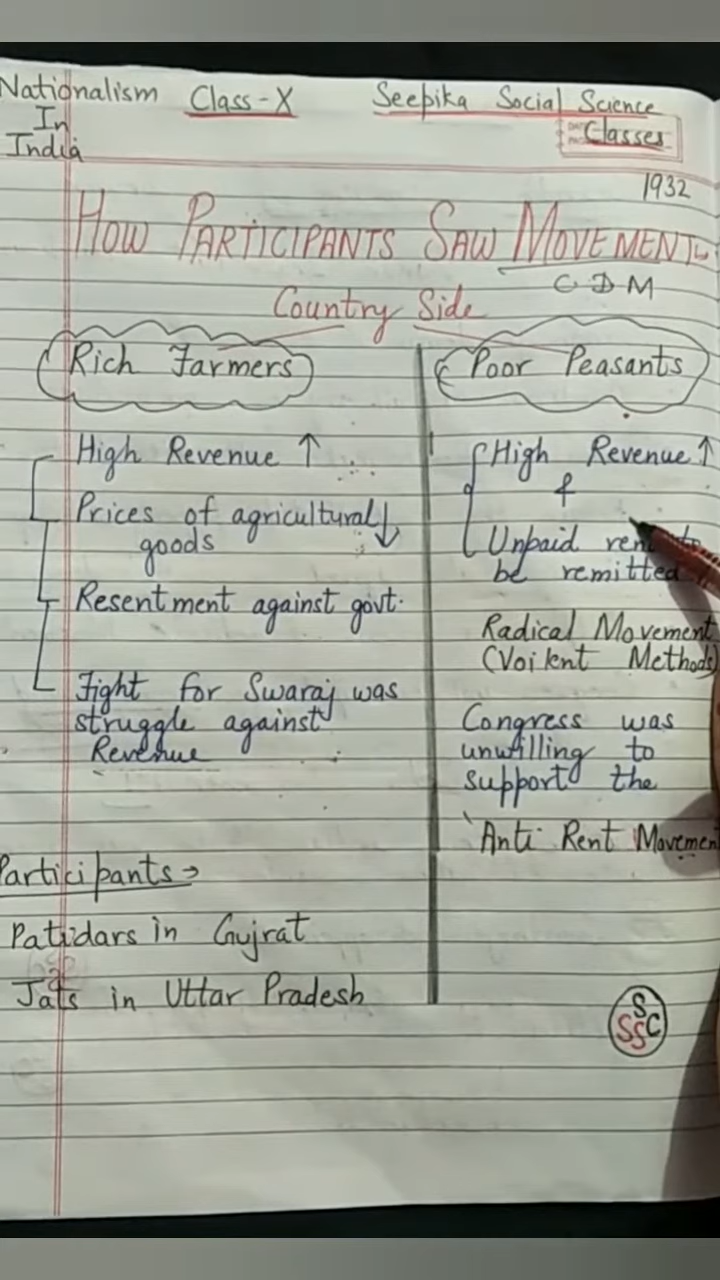 Nationalism Class-X Seepika Social Science
In
India
Classes
1932
HOW PARTICIPANTS SAW MOVEMENT
C D M
Country Side
Rich Farmers
High Revenue ↑
Prices of agricultural ↓
goods
Resentment against govt.
Fight for Swaraj was
struggle against
Revenue
Participants →
Patidars in Gujrat
Jats in Uttar Pradesh
Poor Peasants
High Revenue ↑
&
Unpaid
be remitted
Radical Movement
(Voilent Methods)
Congress was
unwilling to
support the
'Anti Rent Movement
S
SSC